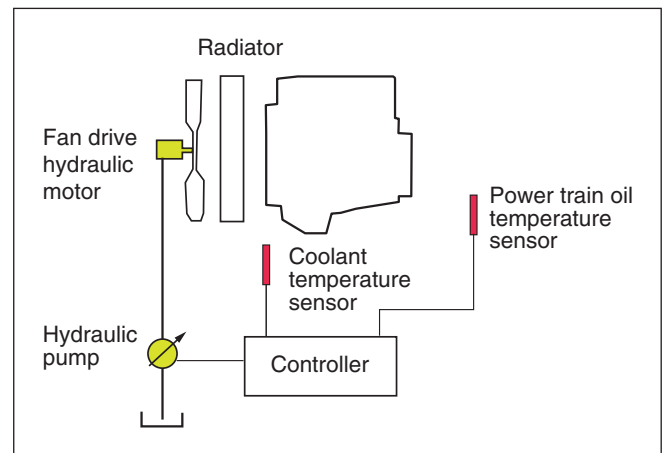 Radiator
Fan drive
hydraulic
motor
Power train oil
temperature
sensor
Coolant
temperature
sensor
Hydraulic
pump
Controller